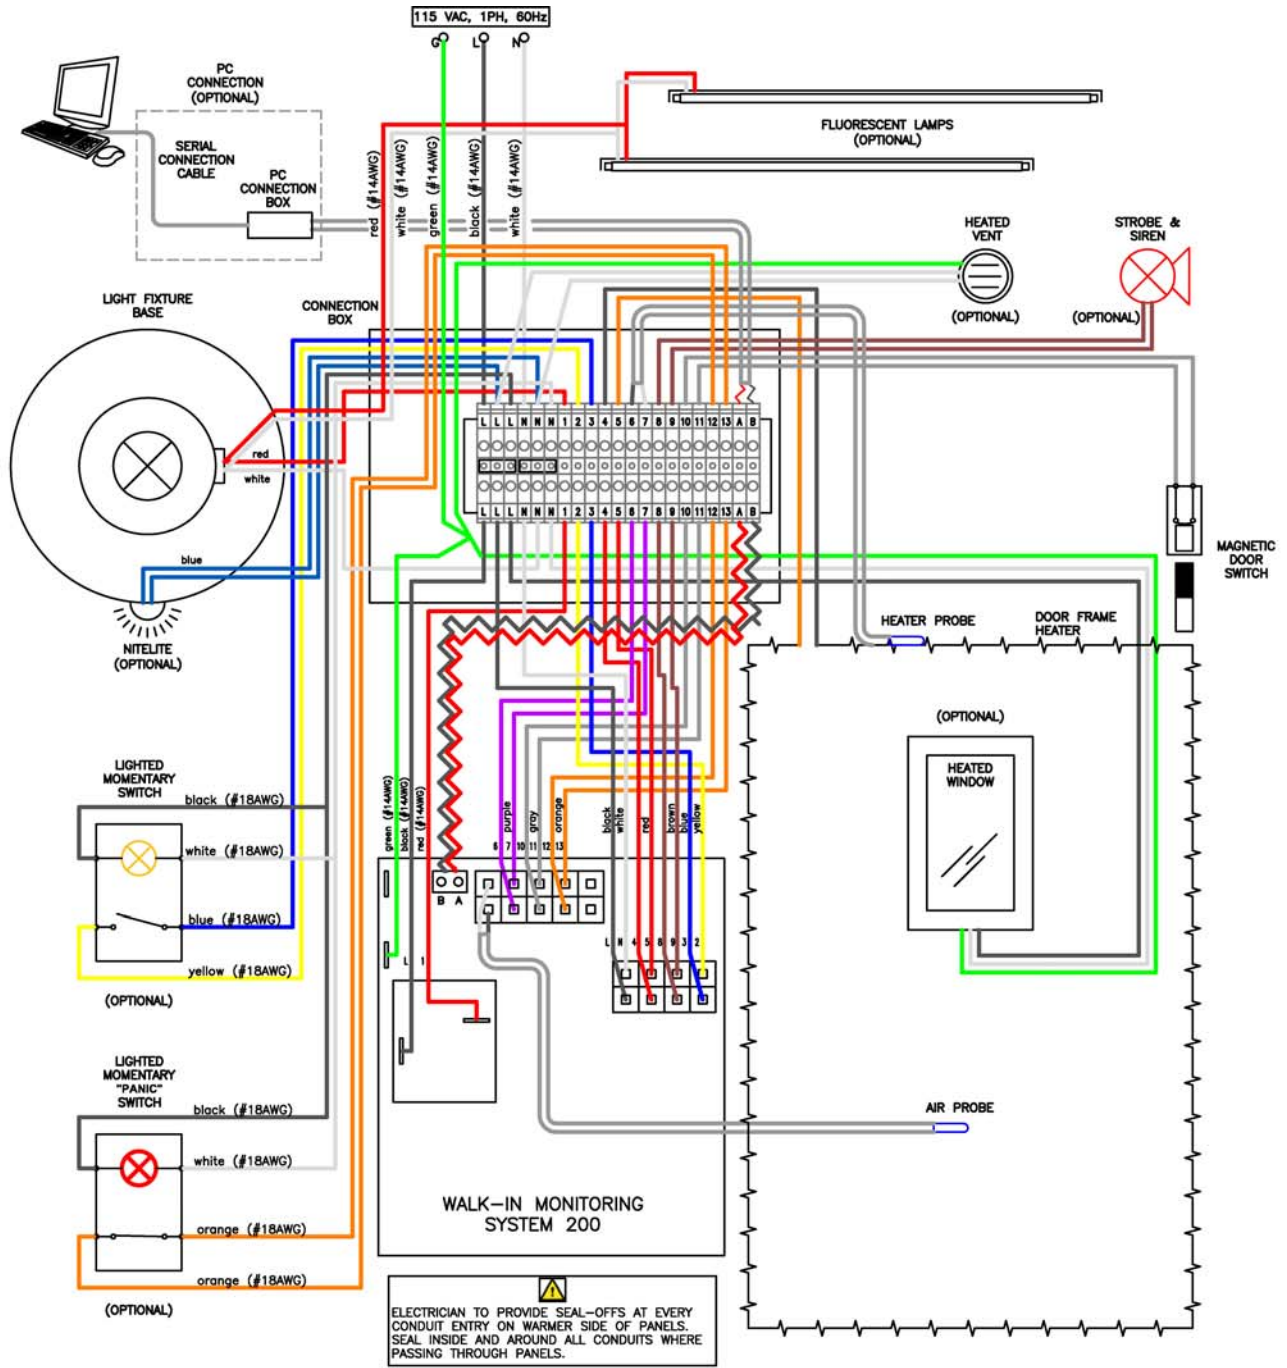 115 VAC, 1PH, 60Hz
G
L
N
PC
CONNECTION
(OPTIONAL)
SERIAL
CONNECTION
CABLE
PC
CONNECTION
BOX
red (#14AWG)
white (#14AWG)
green (#14AWG)
black (#14AWG)
white (#14AWG)
FLUORESCENT LAMPS
(OPTIONAL)
HEATED
VENT
(OPTIONAL)
STROBE &
SIREN
(OPTIONAL)
LIGHT FIXTURE
BASE
CONNECTION
BOX
red
white
blue
NITELITE
(OPTIONAL)
L L L N N N 1 2 3 4 5 6 7 8 9 10 11 12 13 A B
L L L N N N 1 2 3 4 5 6 7 8 9 10 11 12 13 A B
MAGNETIC
DOOR
SWITCH
HEATER PROBE
DOOR FRAME
HEATER
(OPTIONAL)
HEATED
WINDOW
LIGHTED
MOMENTARY
SWITCH
black (#18AWG)
white (#18AWG)
blue (#18AWG)
yellow (#18AWG)
(OPTIONAL)
green (#14AWG)
black (#14AWG)
red (#14AWG)
purple
gray
orange
black
white
red
brown
blue
yellow
6 7 10 11 12 13
B A
L N 4 5 8 9 3 2
L 1
LIGHTED
MOMENTARY
"PANIC"
SWITCH
black (#18AWG)
white (#18AWG)
orange (#18AWG)
orange (#18AWG)
(OPTIONAL)
AIR PROBE
WALK-IN MONITORING
SYSTEM 200
!
ELECTRICIAN TO PROVIDE SEAL-OFFS AT EVERY
CONDUIT ENTRY ON WARMER SIDE OF PANELS.
SEAL INSIDE AND AROUND ALL CONDUITS WHERE
PASSING THROUGH PANELS.